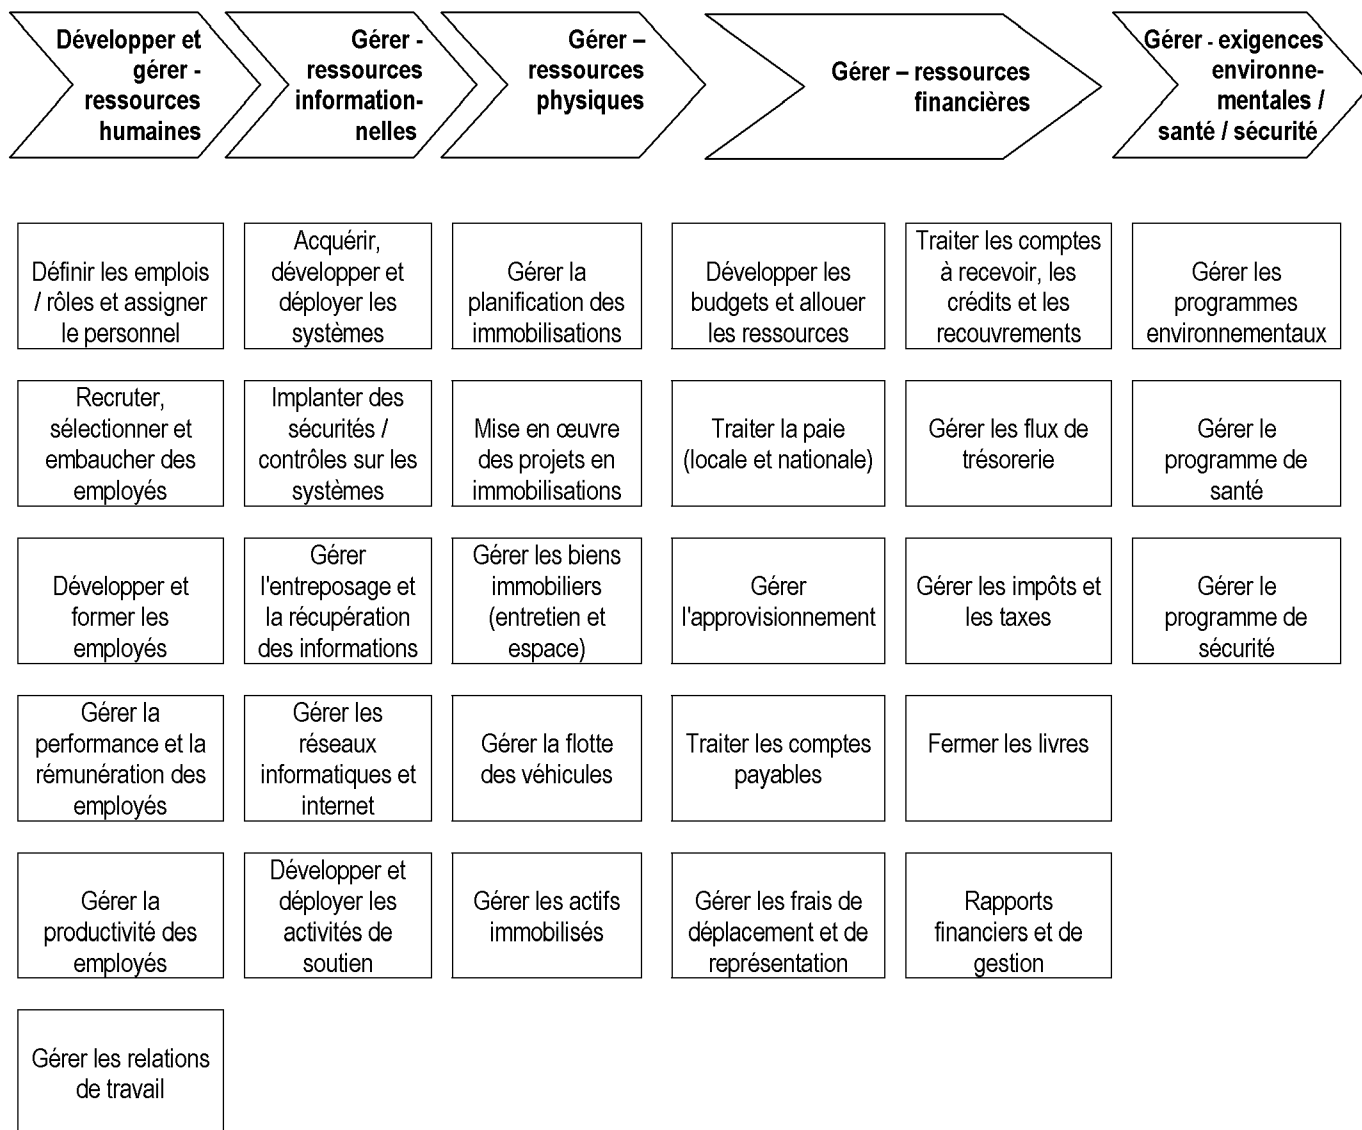 Développer et
gérer -
ressources
humaines
Gérer -
ressources
information-
nelles
Gérer –
ressources
physiques
Gérer – ressources
financières
Gérer - exigences
environne-
mentales /
santé / sécurité
Définir les emplois
/ rôles et assigner
le personnel
Acquérir,
développer et
déployer les
systèmes
Gérer la
planification des
immobilisations
Développer les
budgets et allouer
les ressources
Traiter les comptes
à recevoir, les
crédits et les
recouvrements
Gérer les
programmes
environnementaux
Recruter,
sélectionner et
embaucher des
employés
Implanter des
sécurités /
contrôles sur les
systèmes
Mise en œuvre
des projets en
immobilisations
Traiter la paie
(locale et nationale)
Gérer les flux de
trésorerie
Gérer le
programme de
santé
Développer et
former les
employés
Gérer
l'entreposage et
la récupération
des informations
Gérer les biens
immobiliers
(entretien et
espace)
Gérer
l'approvisionnement
Gérer les impôts et
les taxes
Gérer le
programme de
sécurité
Gérer la
performance et la
rémunération des
employés
Gérer les
réseaux
informatiques et
internet
Gérer la flotte
des véhicules
Traiter les comptes
payables
Fermer les livres
Gérer la
productivité des
employés
Développer et
déployer les
activités de
soutien
Gérer les actifs
immobilisés
Gérer les frais de
déplacement et de
représentation
Rapports
financiers et de
gestion
Gérer les relations
de travail